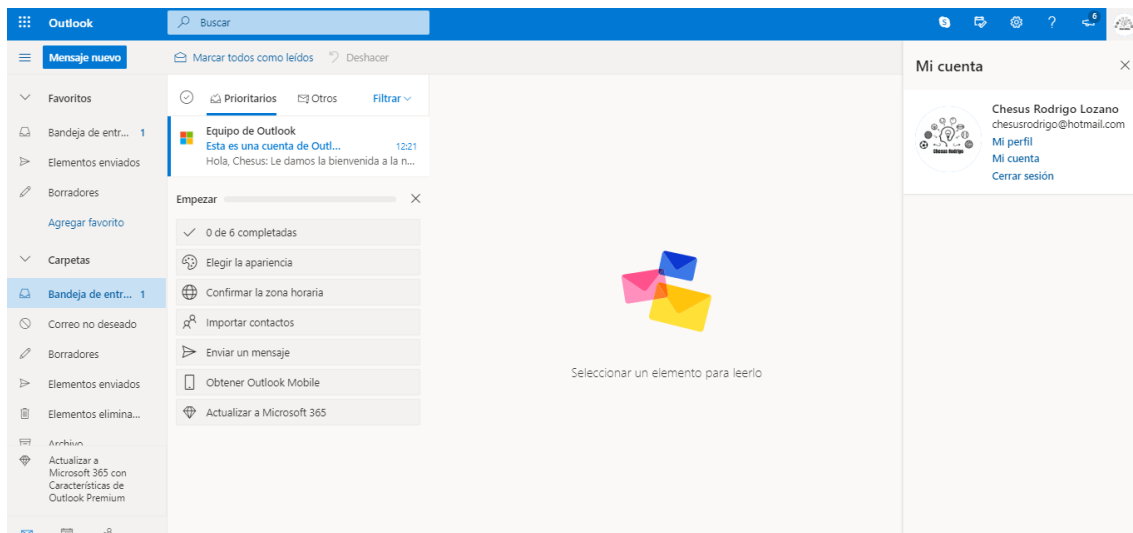 Outlook
Buscar
6
Mensaje nuevo
Marcar todos como leídos
Deshacer
Favoritos
Bandeja de entr... 1
Elementos enviados
Borradores
Agregar favorito
Carpetas
Bandeja de entr... 1
Correo no deseado
Borradores
Elementos enviados
Elementos elimina...
Archivo
Actualizar a
Microsoft 365 con
Características de
Outlook Premium
Prioritarios
Otros
Filtrar
Equipo de Outlook
Esta es una cuenta de Outl... 12:21
Hola, Chesus: Le damos la bienvenida a la n...
Empezar
0 de 6 completadas
Elegir la apariencia
Confirmar la zona horaria
Importar contactos
Enviar un mensaje
Obtener Outlook Mobile
Actualizar a Microsoft 365
Seleccionar un elemento para leerlo
Mi cuenta
Chesus Rodrigo
Chesus Rodrigo Lozano
chesusrodrigo@hotmail.com
Mi perfil
Mi cuenta
Cerrar sesión